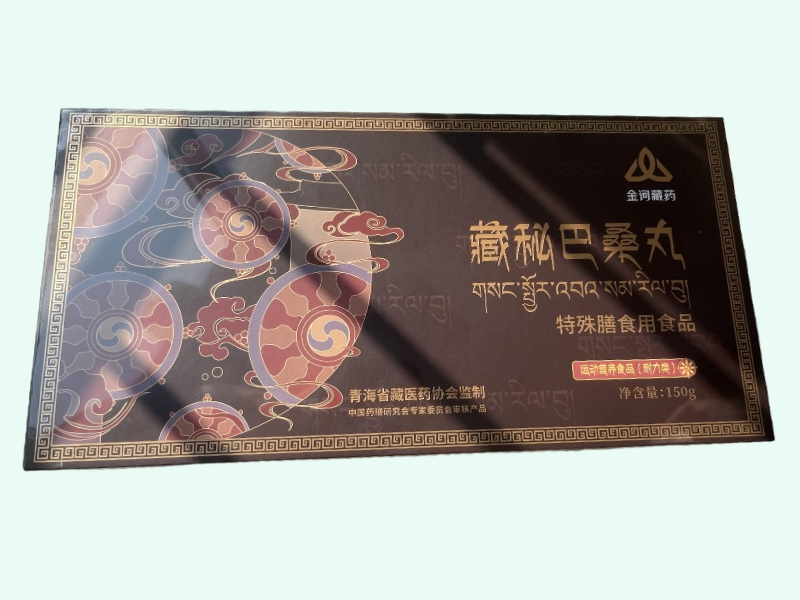 金诃藏药
藏秘巴桑丸
གསང་སྦྱོར་འབའ་སམ་རིལ་བུ།
特殊膳食用食品
运动营养食品(耐力类)
净含量:150g
青海省藏医药协会监制
中国药膳研究会专家委员会审核产品
སམ་རིལ་བུ།